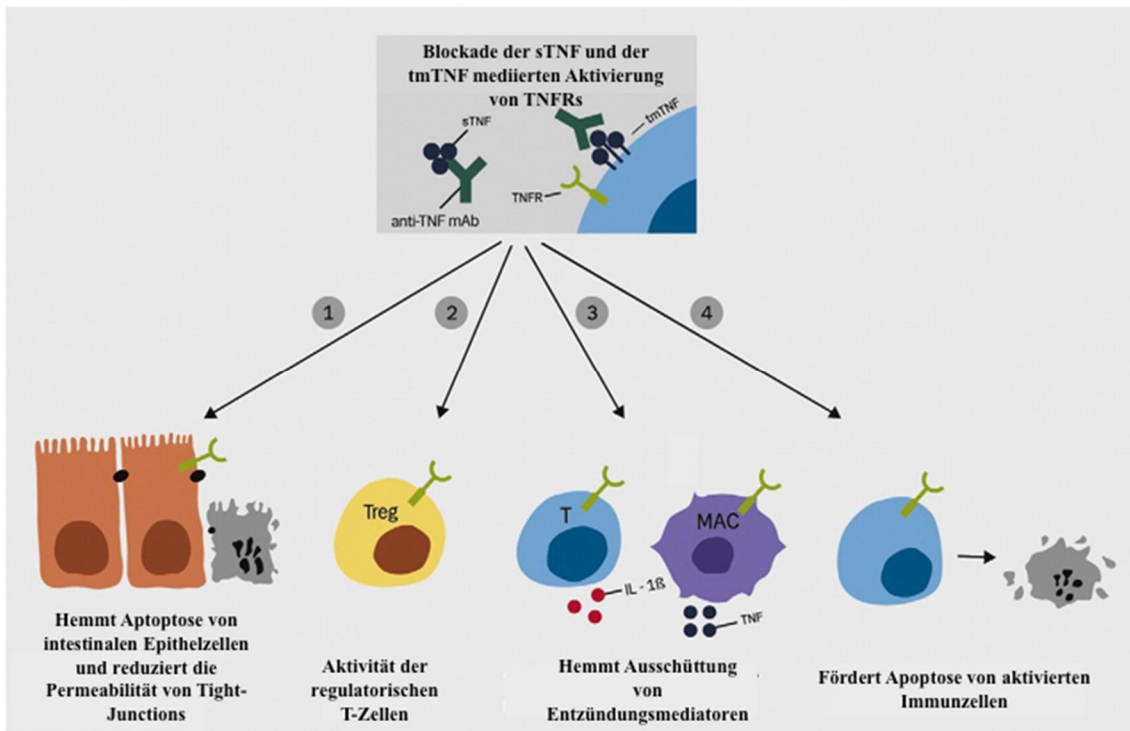 Blockade der sTNF und der
tmTNF mediierten Aktivierung
von TNFRs
sTNF
tmTNF
TNFR
anti-TNF mAb
1
2
3
4
Treg
T
MAC
IL - 1ß
TNF
Hemmt Aptoptose von
intestinalen Epithelzellen
und reduziert die
Permeabilität von Tight-
Junctions
Aktivität der
regulatorischen
T-Zellen
Hemmt Ausschüttung
von
Entzündungsmediatoren
Fördert Apoptose von aktivierten
Immunzellen